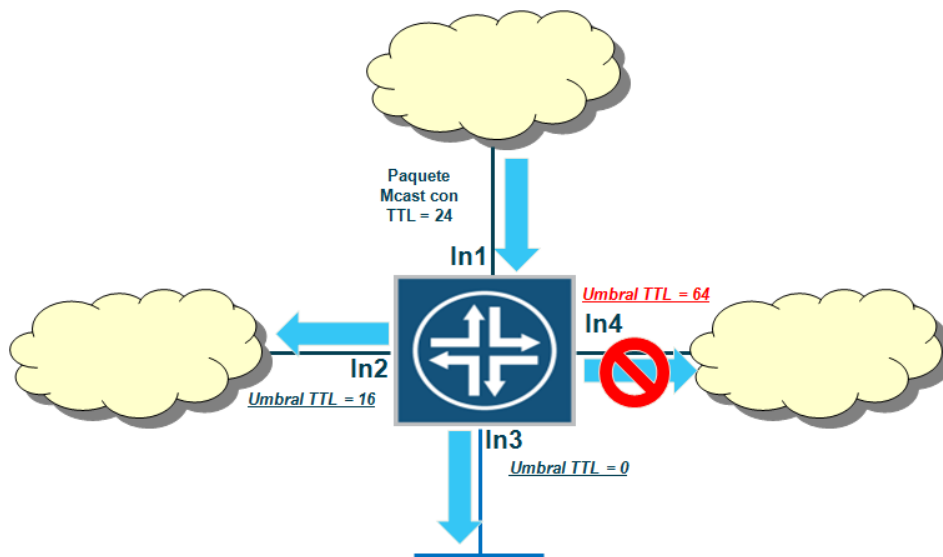 Paquete
Mcast con
TTL = 24
In1
Umbral TTL = 64
In4
In2
Umbral TTL = 16
In3
Umbral TTL = 0